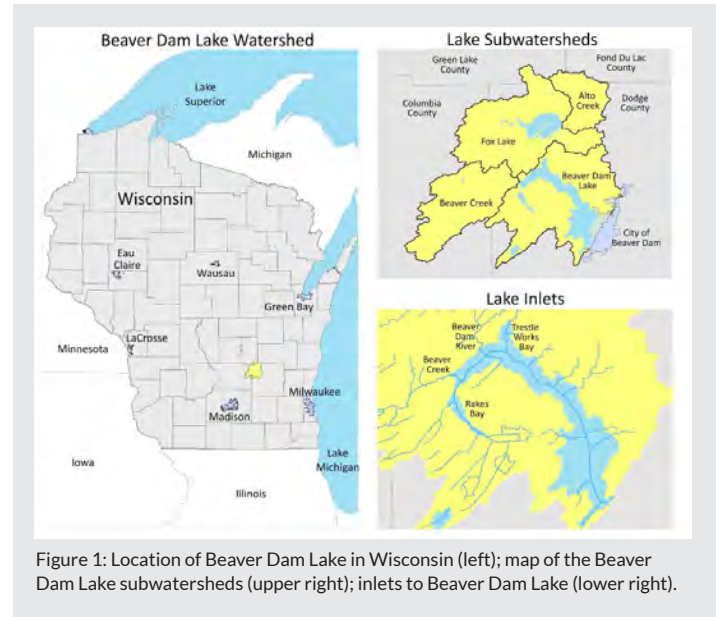 Beaver Dam Lake Watershed
Lake
Superior
Michigan
Wisconsin
Eau
Claire
Wausau
Green Bay
LaCrosse
Minnesota
Milwaukee
Madison
Iowa
Lake
Michigan
Illinois
Lake Subwatersheds
Green Lake
County
Fond Du Lac
County
Columbia
County
Alto
Creek
Dodge
County
Fox Lake
Beaver Dam
Lake
Beaver Creek
City of
Beaver Dam
Lake Inlets
Beaver
Dam
River
Trestle
Works
Bay
Beaver
Creek
Rakes
Bay
Figure 1: Location of Beaver Dam Lake in Wisconsin (left); map of the Beaver
Dam Lake subwatersheds (upper right); inlets to Beaver Dam Lake (lower right).